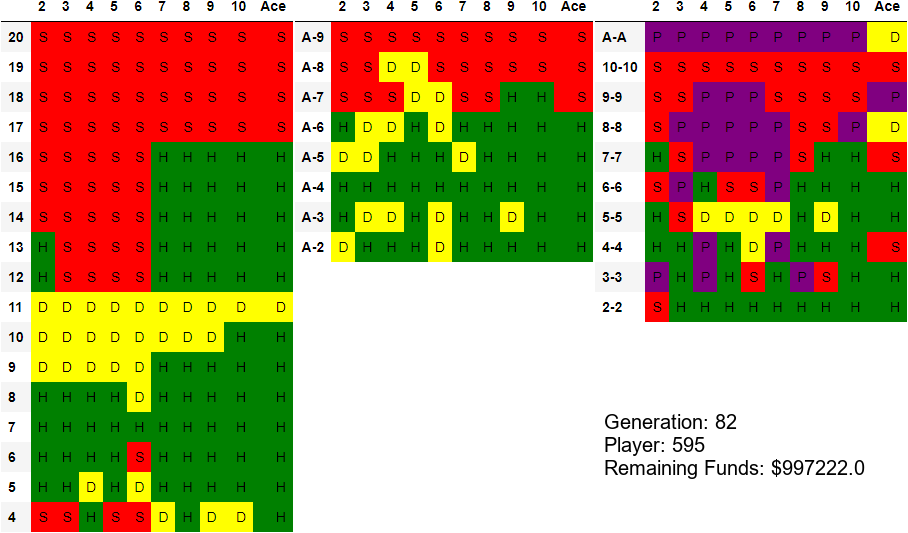 2 3 4 5 6 7 8 9 10 Ace 2 3 4 5 6 7 8 9 10 Ace 2 3 4 5 6 7 8 9 10 Ace
20 S S S S S S S S S S A-9 S S S S S S S S S S A-A P P P P P P P P P D
19 S S S S S S S S S S A-8 S S D D S S S S S S 10-10 S S S S S S S S S S
18 S S S S S S S S S S A-7 S S S D D S S H H S 9-9 S S P P P S S S S P
17 S S S S S S S S S S A-6 H D D H D H H H H H 8-8 S P P P P P S S P D
16 S S S S S H H H H H A-5 D D H H H D H H H H 7-7 H S P P P P S H H S
15 S S S S S H H H H H A-4 H H H H H H H H H H 6-6 S P H S S P H H H H
14 S S S S S H H H H H A-3 H D D H D H H D H H 5-5 H S D D D D H D H H
13 H S S S S H H H H H A-2 D H H H D H H H H H 4-4 H H P H D P H H H S
12 H S S S S H H H H H 3-3 P H P H S H P S H H
11 D D D D D D D D D D 2-2 S H H H H H H H H H
10 D D D D D D D D H H
9 D D D D D H H H H H
8 H H H H D H H H H H
7 H H H H H H H H H H
6 H H H H S H H H H H
5 H H D H D H H H H H
4 S S H S S D H D D H
Generation: 82
Player: 595
Remaining Funds: $997222.0